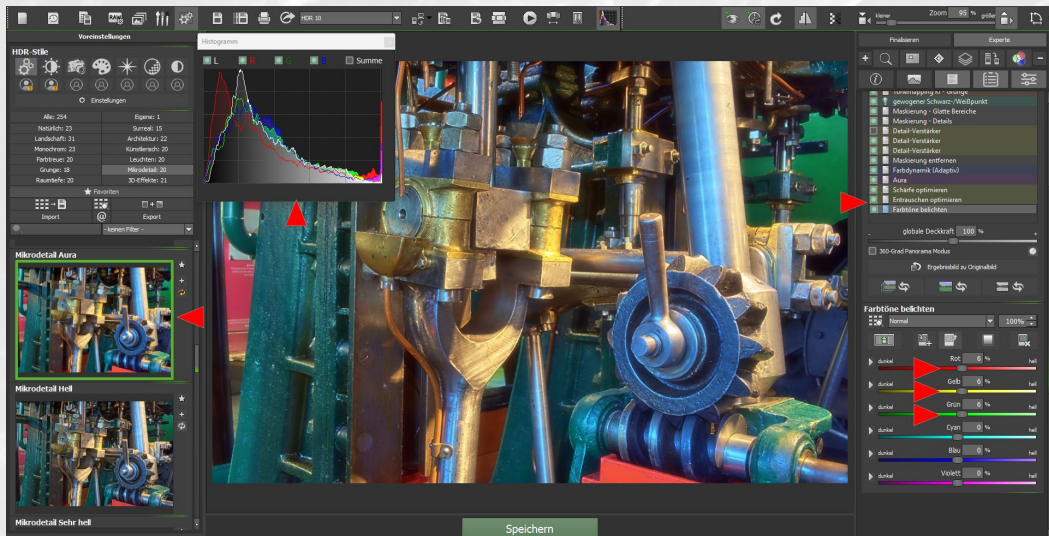 HDR 10
kleiner Zoom 95 % größer
Voreinstellungen
HDR-Stile
Einstellungen
Alle: 254 Eigene: 1
Natürlich: 23 Surreal: 15
Landschaft: 31 Architektur: 22
Monochrom: 23 Künstlerisch: 20
Farbtreue: 20 Leuchten: 20
Grunge: 18 Mikrodetail: 20
Raumtiefe: 20 3D-Effekte: 21
Favoriten
Import @ Export
- keinen Filter -
Mikrodetail Aura
Mikrodetail Hell
Mikrodetail Sehr hell
Histogramm
L R G B Summe
Speichern
Finalisieren Experte
gewogener Schwarz-/Weißpunkt
Maskierung - Glatte Bereiche
Maskierung - Details
Detail-Verstärker
Detail-Verstärker
Detail-Verstärker
Maskierung entfernen
Farbdynamik (Adaptiv)
Aura
Schärfe optimieren
Entrauschen optimieren
Farbtöne belichten
- globale Deckkraft 100 % +
360-Grad Panorama Modus
Ergebnisbild zu Originalbild
Farbtöne belichten
Normal 100%
dunkel Rot 6 % hell
dunkel Gelb 6 % hell
dunkel Grün 6 % hell
dunkel Cyan 0 % hell
dunkel Blau 0 % hell
dunkel Violett 0 % hell